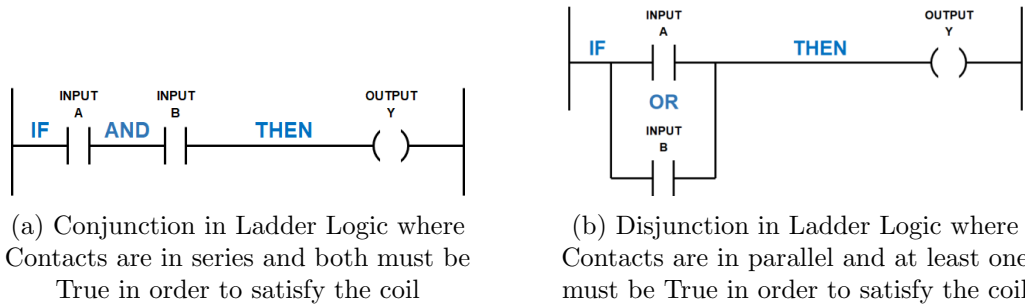 INPUT
A
INPUT
B
OUTPUT
Y
IF AND THEN
(a) Conjunction in Ladder Logic where
Contacts are in series and both must be
True in order to satisfy the coil
INPUT
A
OUTPUT
Y
IF THEN
OR
INPUT
B
(b) Disjunction in Ladder Logic where
Contacts are in parallel and at least one
must be True in order to satisfy the coil